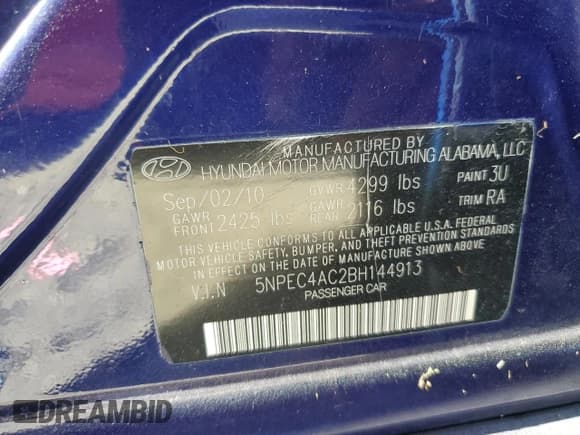 MANUFACTURED BY
HYUNDAI MOTOR MANUFACTURING ALABAMA, LLC
Sep/02/10 GVWR 4299 lbs PAINT 3U
GAWR FRONT 2425 lbs GAWR REAR 2116 lbs TRIM RA
THIS VEHICLE CONFORMS TO ALL APPLICABLE U.S.A. FEDERAL
MOTOR VEHICLE SAFETY, BUMPER, AND THEFT PREVENTION STANDARDS
IN EFFECT ON THE DATE OF MANUFACTURE SHOWN ABOVE.
V.I.N 5NPEC4AC2BH144913
PASSENGER CAR
DREAMBID